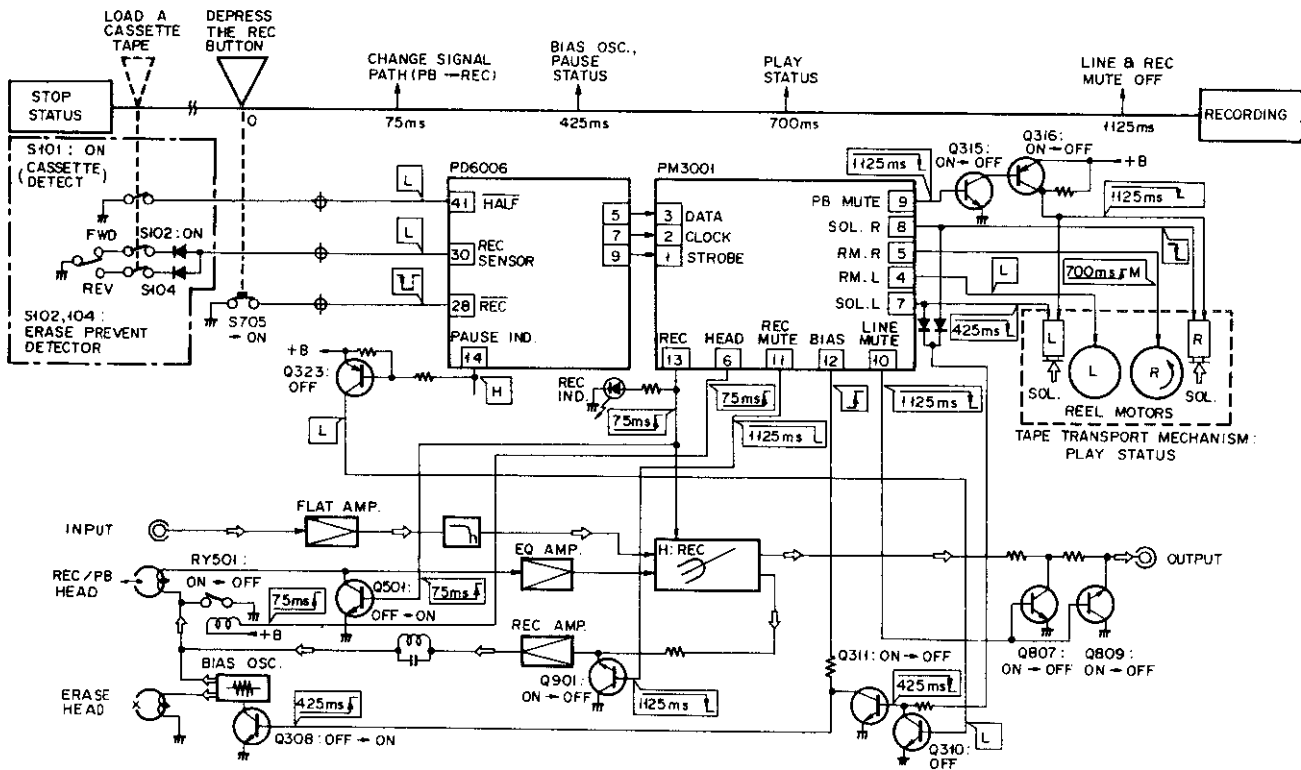 LOAD A
CASSETTE
TAPE
DEPRESS
THE REC
BUTTON
CHANGE SIGNAL
PATH (PB → REC)
BIAS OSC.,
PAUSE
STATUS
PLAY
STATUS
LINE & REC
MUTE OFF
STOP
STATUS
0
75ms
425ms
700ms
1125ms
RECORDING
S101 : ON
(CASSETTE
DETECT)
FWD
S102 : ON
REV
S104
S102, 104 :
ERASE PREVENT
DETECTOR
S705
→ ON
L
L
PD6006
41 HALF
30 REC
SENSOR
28 REC
PAUSE IND.
14
5
7
9
PM3001
3 DATA
2 CLOCK
1 STROBE
PB MUTE 9
SOL. R 8
RM. R 5
RM. L 4
SOL. L 7
REC
13
HEAD
6
REC
MUTE
11
BIAS
12
LINE
MUTE
10
1125ms
Q315 :
ON → OFF
Q316 :
ON → OFF
+B
1125ms
700ms M
L
425ms
L
L
R
R
SOL.
SOL.
REEL MOTORS
TAPE TRANSPORT MECHANISM :
PLAY STATUS
+B
Q323 :
OFF
H
L
REC
IND.
75ms
75ms
1125ms
1125ms
INPUT
FLAT AMP.
EQ AMP.
H : REC
OUTPUT
REC/PB
HEAD
RY501 :
ON → OFF
75ms
+B
Q501 :
OFF → ON
75ms
REC AMP.
Q901 :
ON → OFF
1125ms
BIAS OSC.
ERASE
HEAD
425ms
Q308 : OFF → ON
Q311 : ON → OFF
425ms
Q310 :
OFF
L
Q807 :
ON → OFF
Q809 :
ON → OFF